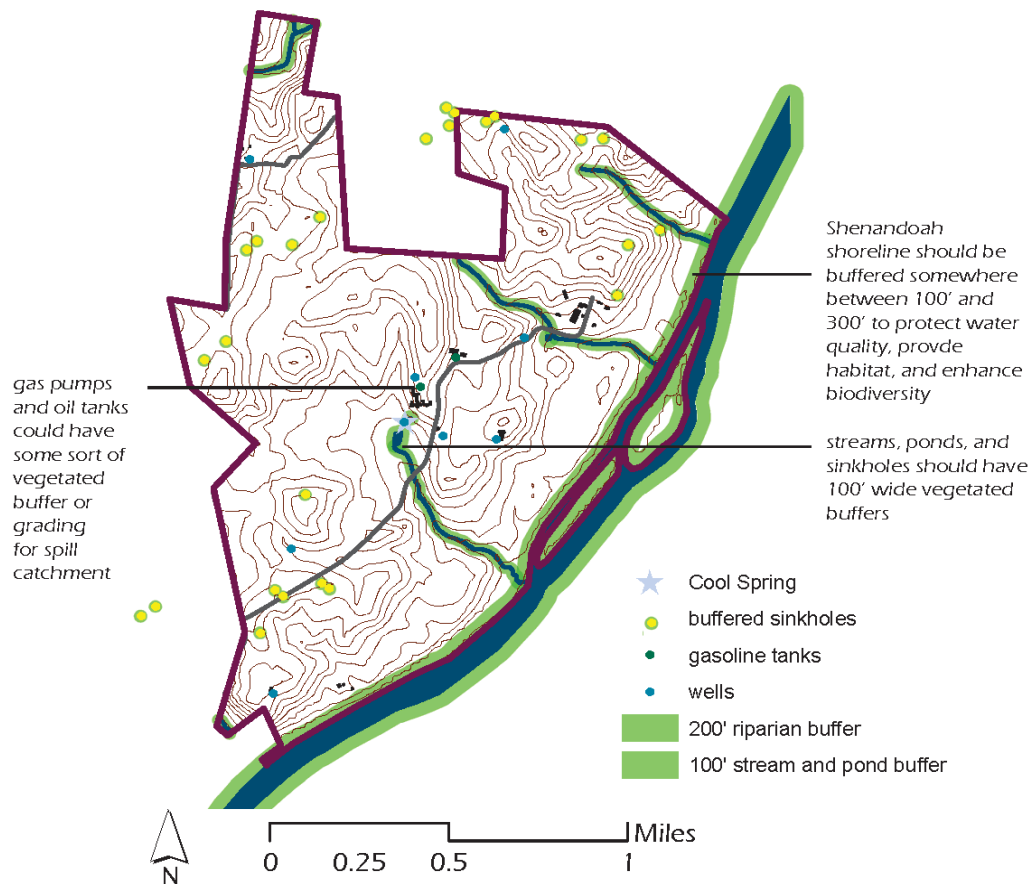 Shenandoah
shoreline should be
buffered somewhere
between 100' and
300' to protect water
quality, provde
habitat, and enhance
biodiversity
gas pumps
and oil tanks
could have
some sort of
vegetated
buffer or
grading
for spill
catchment
streams, ponds, and
sinkholes should have
100' wide vegetated
buffers
Cool Spring
buffered sinkholes
gasoline tanks
wells
200' riparian buffer
100' stream and pond buffer
Miles
0 0.25 0.5 1
N